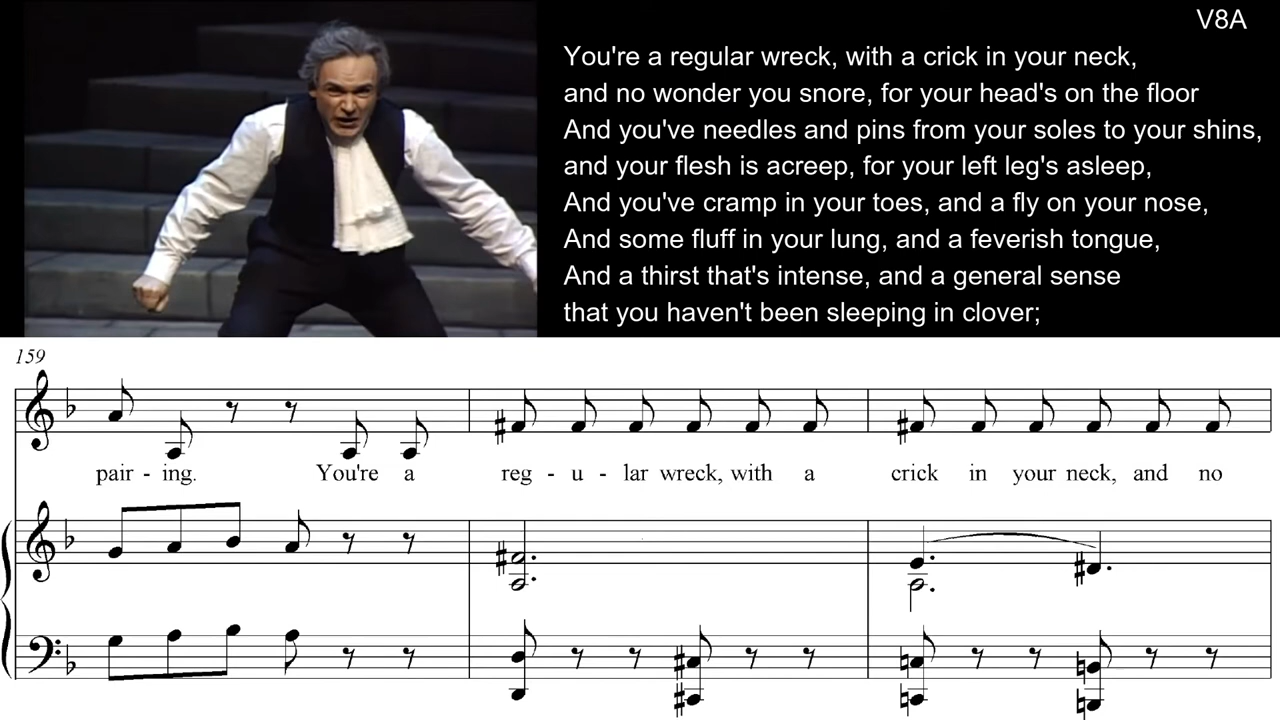 V8A
You're a regular wreck, with a crick in your neck,
and no wonder you snore, for your head's on the floor
And you've needles and pins from your soles to your shins,
and your flesh is acreep, for your left leg's asleep,
And you've cramp in your toes, and a fly on your nose,
And some fluff in your lung, and a feverish tongue,
And a thirst that's intense, and a general sense
that you haven't been sleeping in clover;
159
pair - ing. You're a reg - u - lar wreck, with a crick in your neck, and no